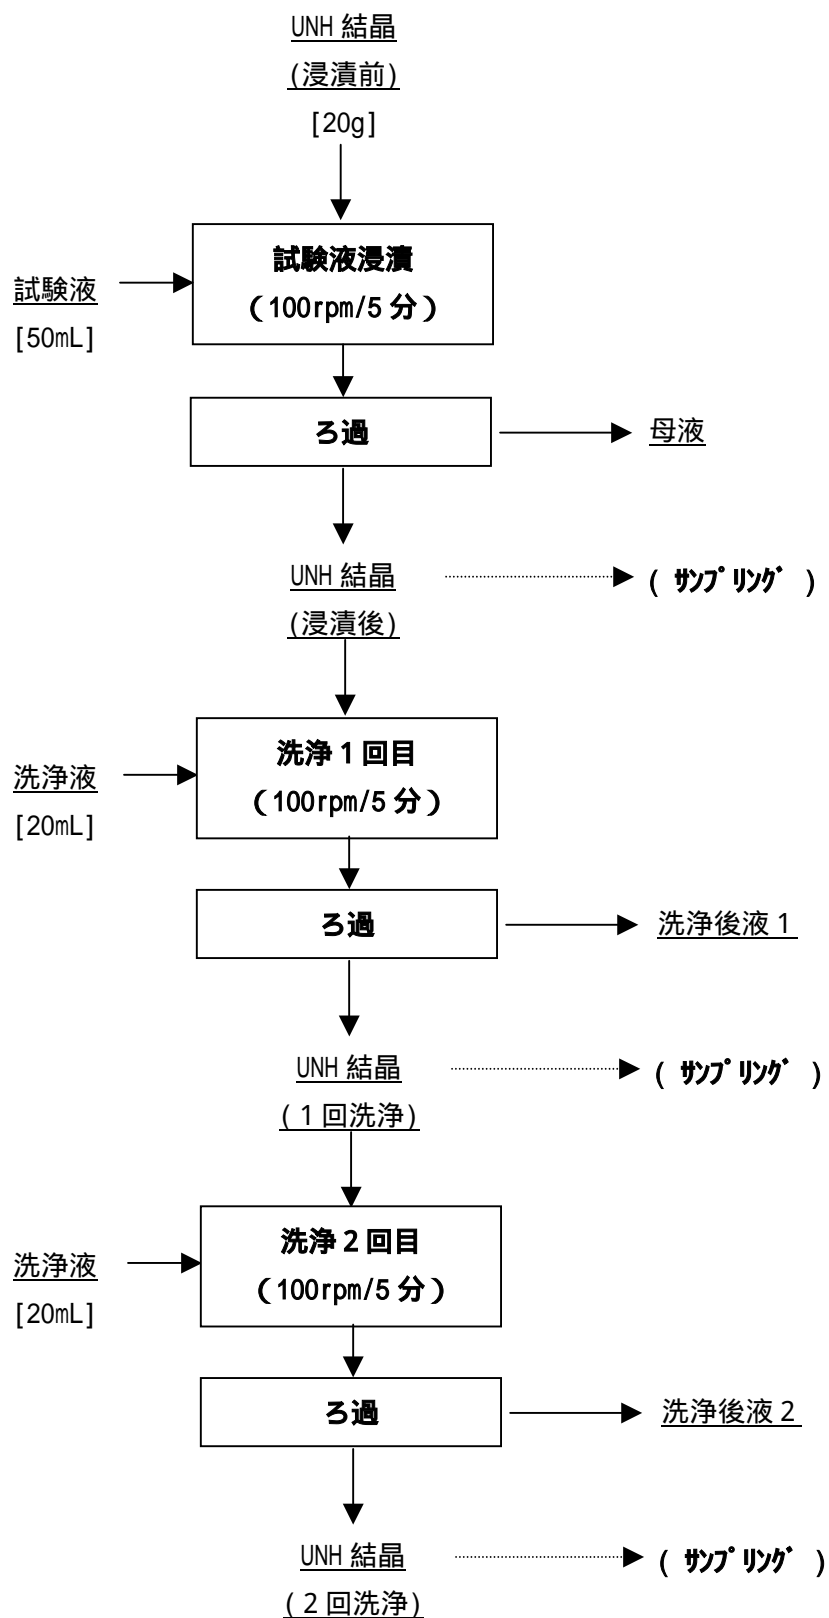 UNH 結晶
(浸漬前)
[20g]
試験液浸漬
(100rpm/5 分)
試験液
[50mL]
ろ過
母液
UNH 結晶
(浸漬後)
( ｻﾝﾌﾟﾘﾝｸﾞ )
洗浄 1 回目
(100rpm/5 分)
洗浄液
[20mL]
ろ過
洗浄後液 1
UNH 結晶
( 1 回洗浄)
( ｻﾝﾌﾟﾘﾝｸﾞ )
洗浄 2 回目
(100rpm/5 分)
洗浄液
[20mL]
ろ過
洗浄後液 2
UNH 結晶
( 2 回洗浄)
( ｻﾝﾌﾟﾘﾝｸﾞ )